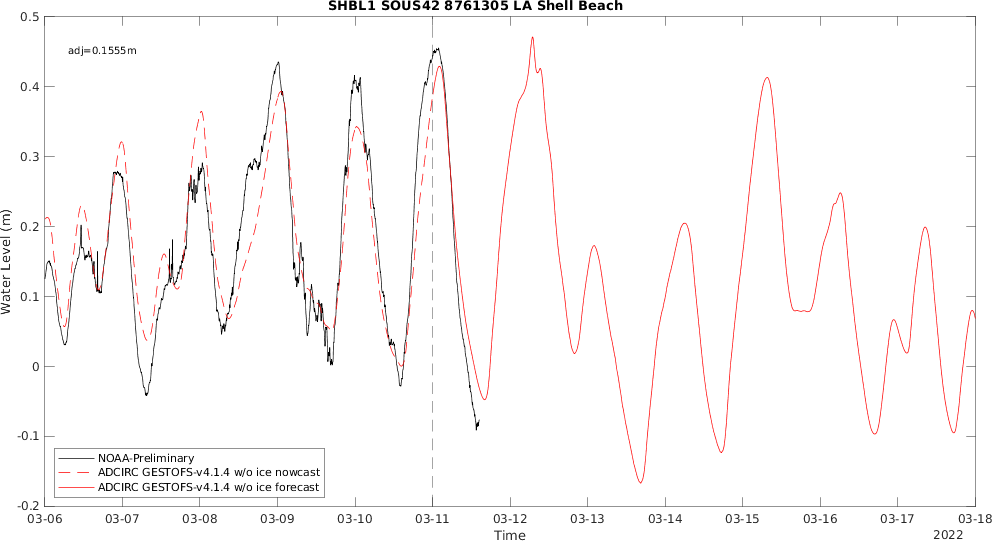 SHBL1 SOUS42 8761305 LA Shell Beach
adj=0.1555m
Water Level (m)
0.5
0.4
0.3
0.2
0.1
0
-0.1
-0.2
NOAA-Preliminary
ADCIRC GESTOFS-v4.1.4 w/o ice nowcast
ADCIRC GESTOFS-v4.1.4 w/o ice forecast
03-06 03-07 03-08 03-09 03-10 03-11 03-12 03-13 03-14 03-15 03-16 03-17 03-18
Time
2022